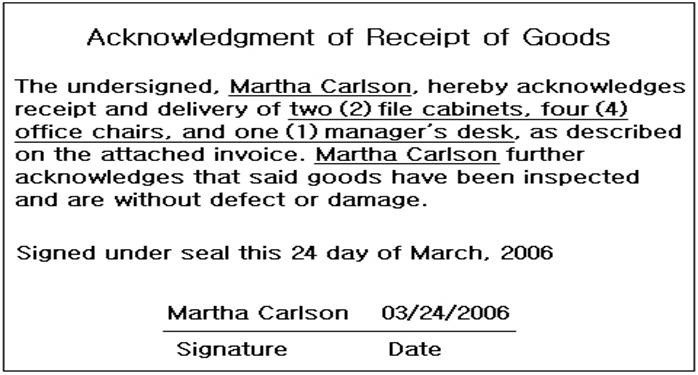 Acknowledgment of Receipt of Goods
The undersigned, Martha Carlson, hereby acknowledges
receipt and delivery of two (2) file cabinets, four (4)
office chairs, and one (1) manager's desk, as described
on the attached invoice. Martha Carlson further
acknowledges that said goods have been inspected
and are without defect or damage.
Signed under seal this 24 day of March, 2006
Martha Carlson 03/24/2006
Signature Date